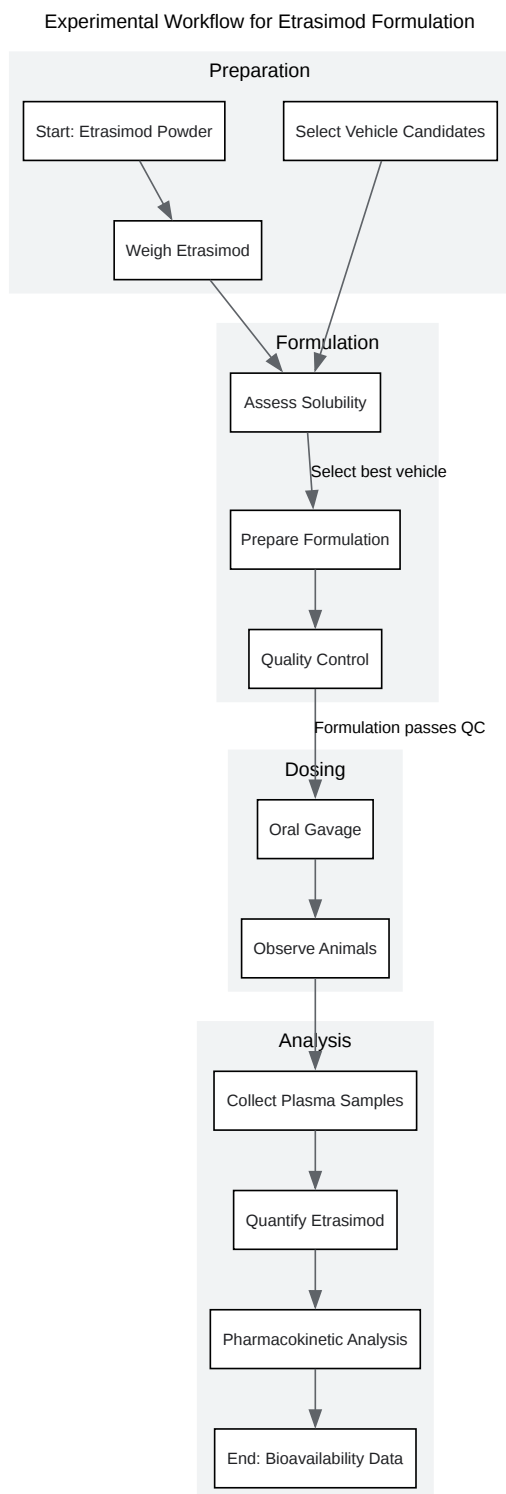 Experimental Workflow for Etrasimod Formulation
Preparation
Start: Etrasimod Powder
Select Vehicle Candidates
Weigh Etrasimod
Formulation
Assess Solubility
Select best vehicle
Prepare Formulation
Quality Control
Formulation passes QC
Dosing
Oral Gavage
Observe Animals
Analysis
Collect Plasma Samples
Quantify Etrasimod
Pharmacokinetic Analysis
End: Bioavailability Data